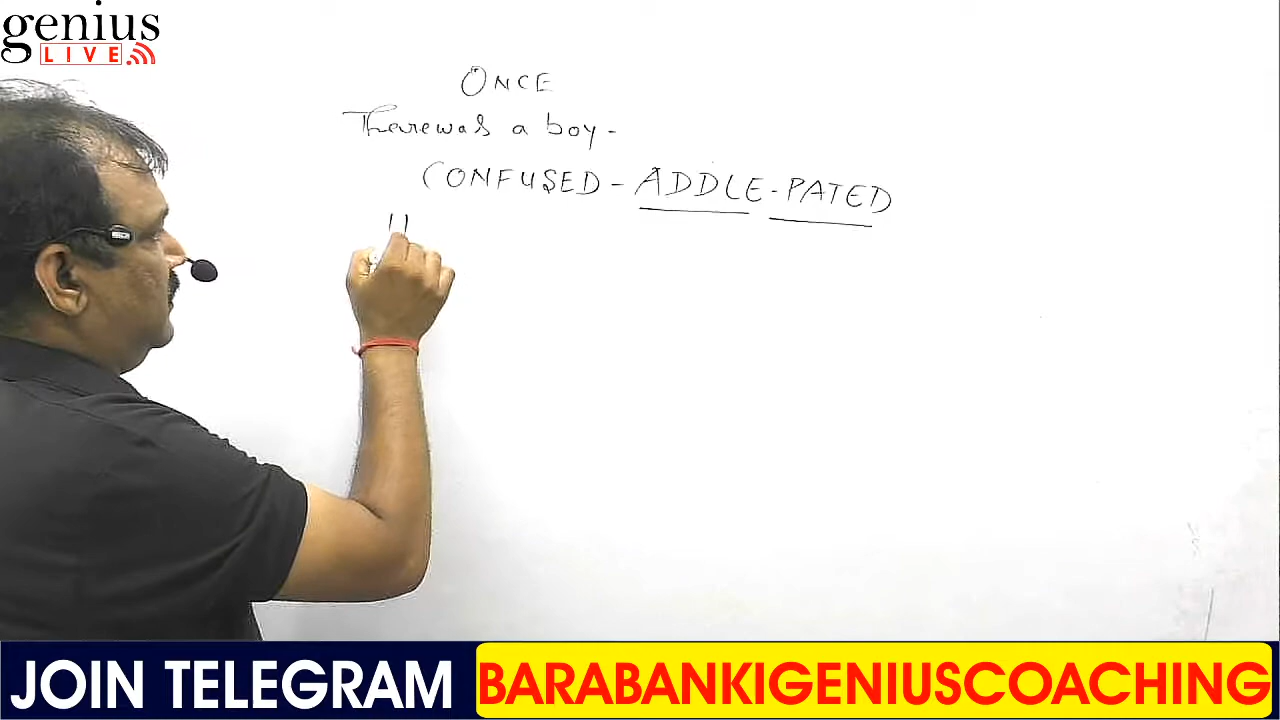 genius
LIVE
ONCE
There was a boy -
CONFUSED - ADDLE-PATED
JOIN TELEGRAM BARABANKIGENIUSCOACHING